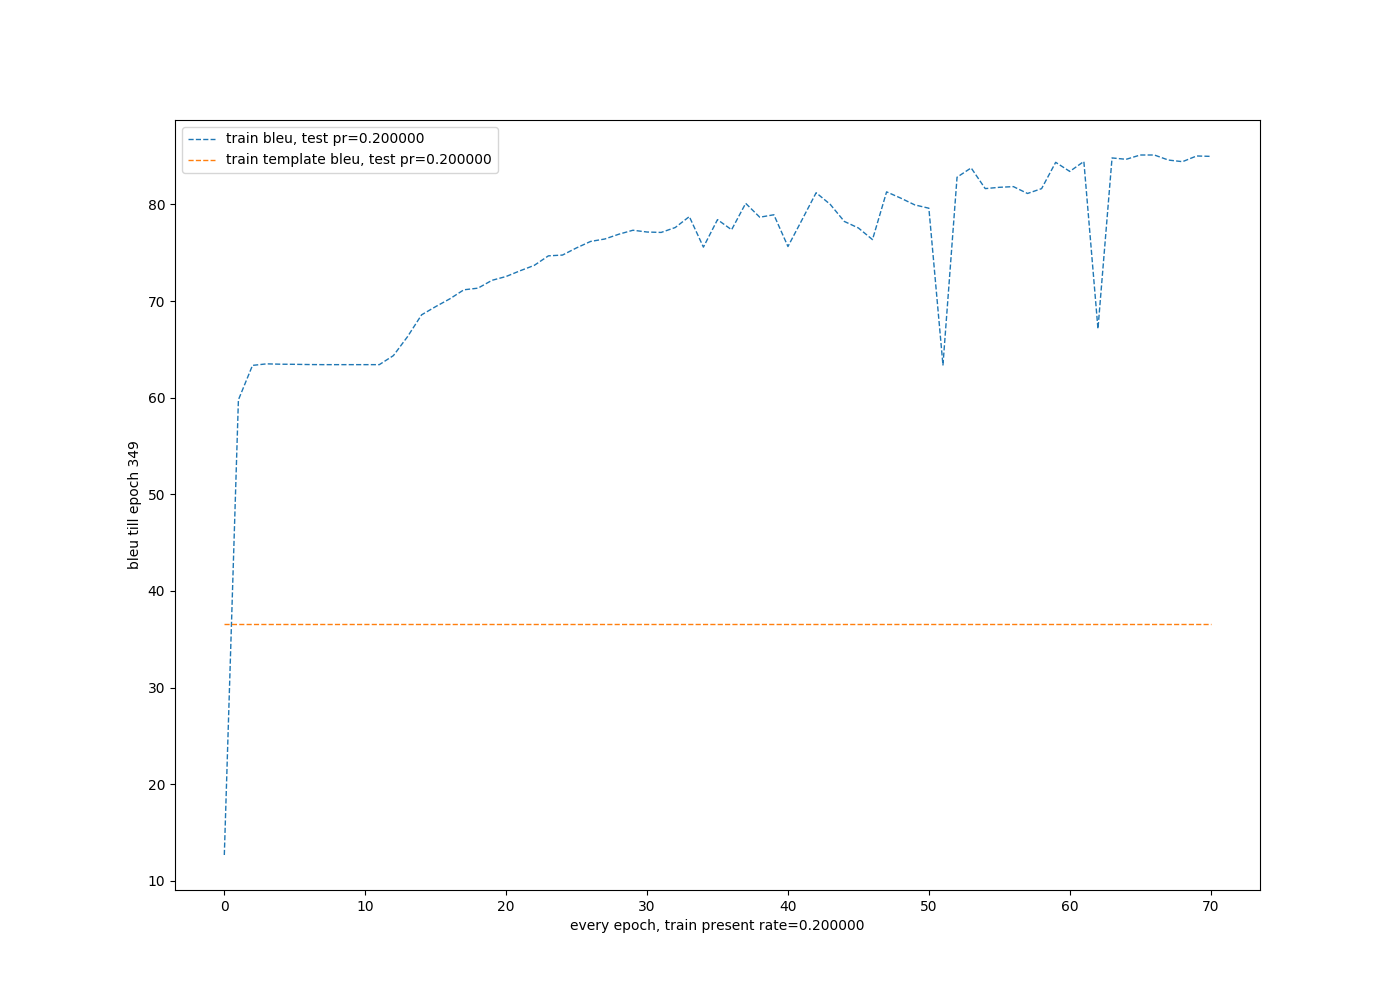 train bleu, test pr=0.200000
train template bleu, test pr=0.200000
80
70
60
50
40
30
20
10
bleu till epoch 349
0 10 20 30 40 50 60 70
every epoch, train present rate=0.200000